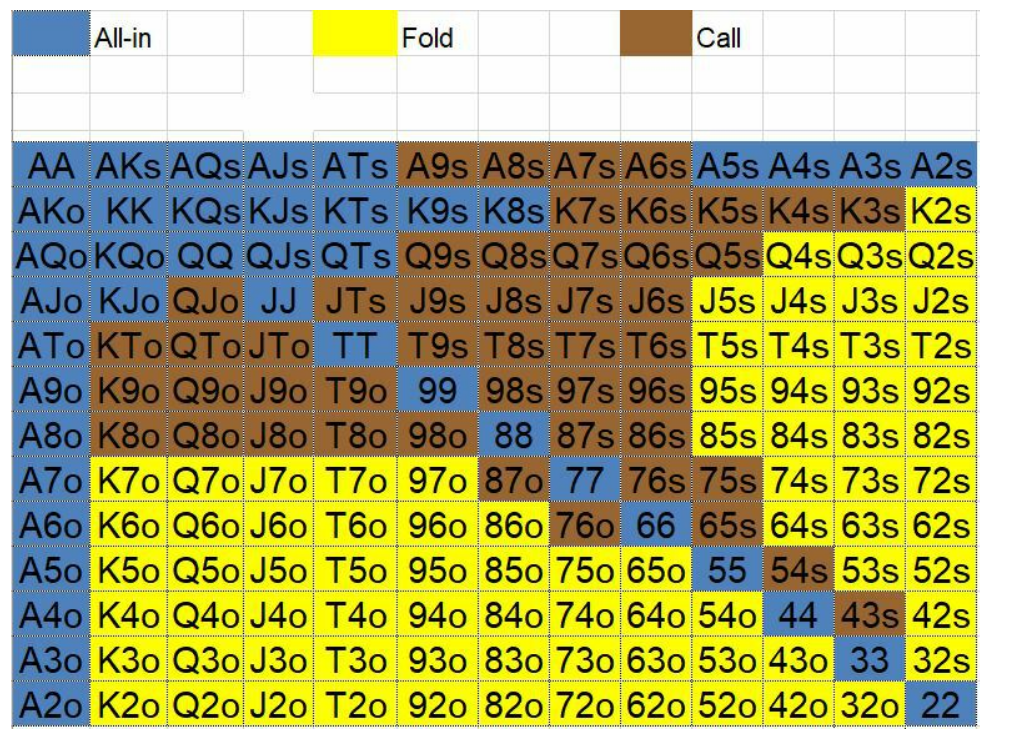 All-in Fold Call
AA AKs AQs AJs ATs A9s A8s A7s A6s A5s A4s A3s A2s
AKo KK KQs KJs KTs K9s K8s K7s K6s K5s K4s K3s K2s
AQo KQo QQ QJs QTs Q9s Q8s Q7s Q6s Q5s Q4s Q3s Q2s
AJo KJo QJo JJ JTs J9s J8s J7s J6s J5s J4s J3s J2s
ATo KTo QTo JTo TT T9s T8s T7s T6s T5s T4s T3s T2s
A9o K9o Q9o J9o T9o 99 98s 97s 96s 95s 94s 93s 92s
A8o K8o Q8o J8o T8o 98o 88 87s 86s 85s 84s 83s 82s
A7o K7o Q7o J7o T7o 97o 87o 77 76s 75s 74s 73s 72s
A6o K6o Q6o J6o T6o 96o 86o 76o 66 65s 64s 63s 62s
A5o K5o Q5o J5o T5o 95o 85o 75o 65o 55 54s 53s 52s
A4o K4o Q4o J4o T4o 94o 84o 74o 64o 54o 44 43s 42s
A3o K3o Q3o J3o T3o 93o 83o 73o 63o 53o 43o 33 32s
A2o K2o Q2o J2o T2o 92o 82o 72o 62o 52o 42o 32o 22